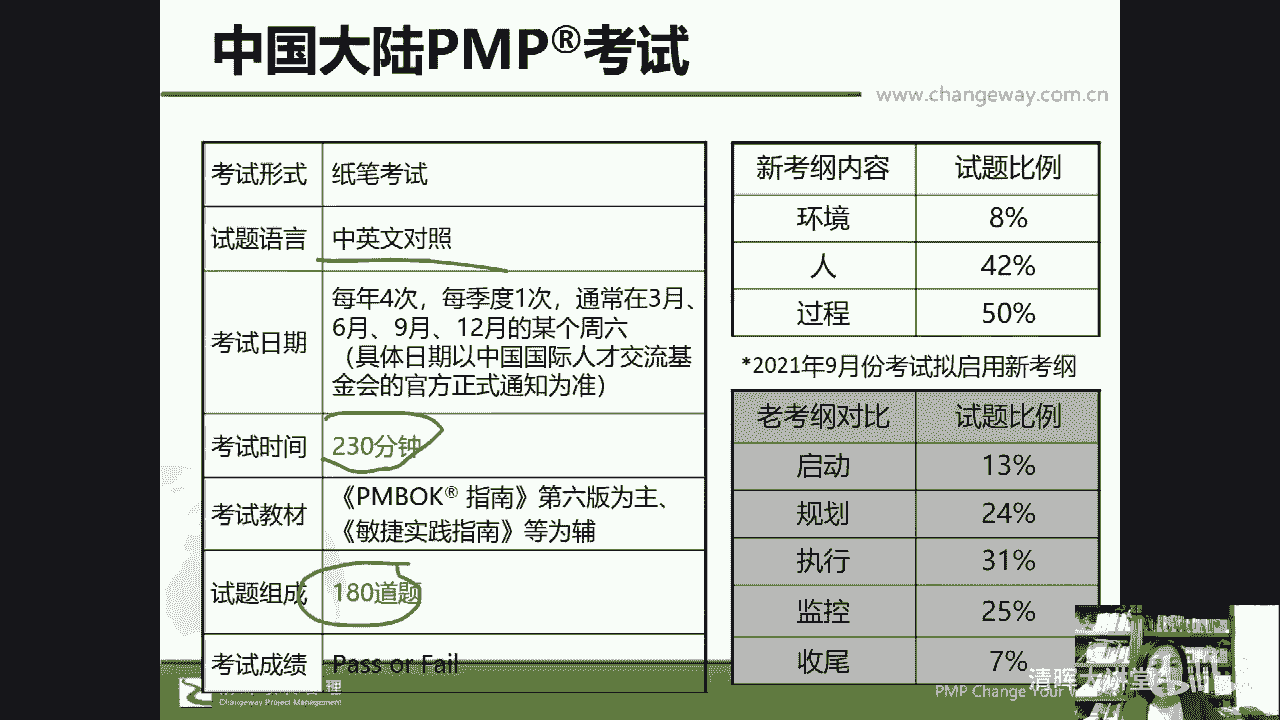 中国大陆PMP®考试
www.changeway.com.cn
考试形式 纸笔考试
试题语言 中英文对照
考试日期 每年4次，每季度1次，通常在3月、
6月、9月、12月的某个周六
（具体日期以中国国际人才交流基
金会的官方正式通知为准）
考试时间 230分钟
考试教材 《PMBOK® 指南》第六版为主、
《敏捷实践指南》等为辅
试题组成 180道题
考试成绩 Pass or Fail
新考纲内容 试题比例
环境 8%
人 42%
过程 50%
*2021年9月份考试拟启用新考纲
老考纲对比 试题比例
启动 13%
规划 24%
执行 31%
监控 25%
收尾 7%
理
Changeway Project Management
PMP Change Your
清晖大讲堂